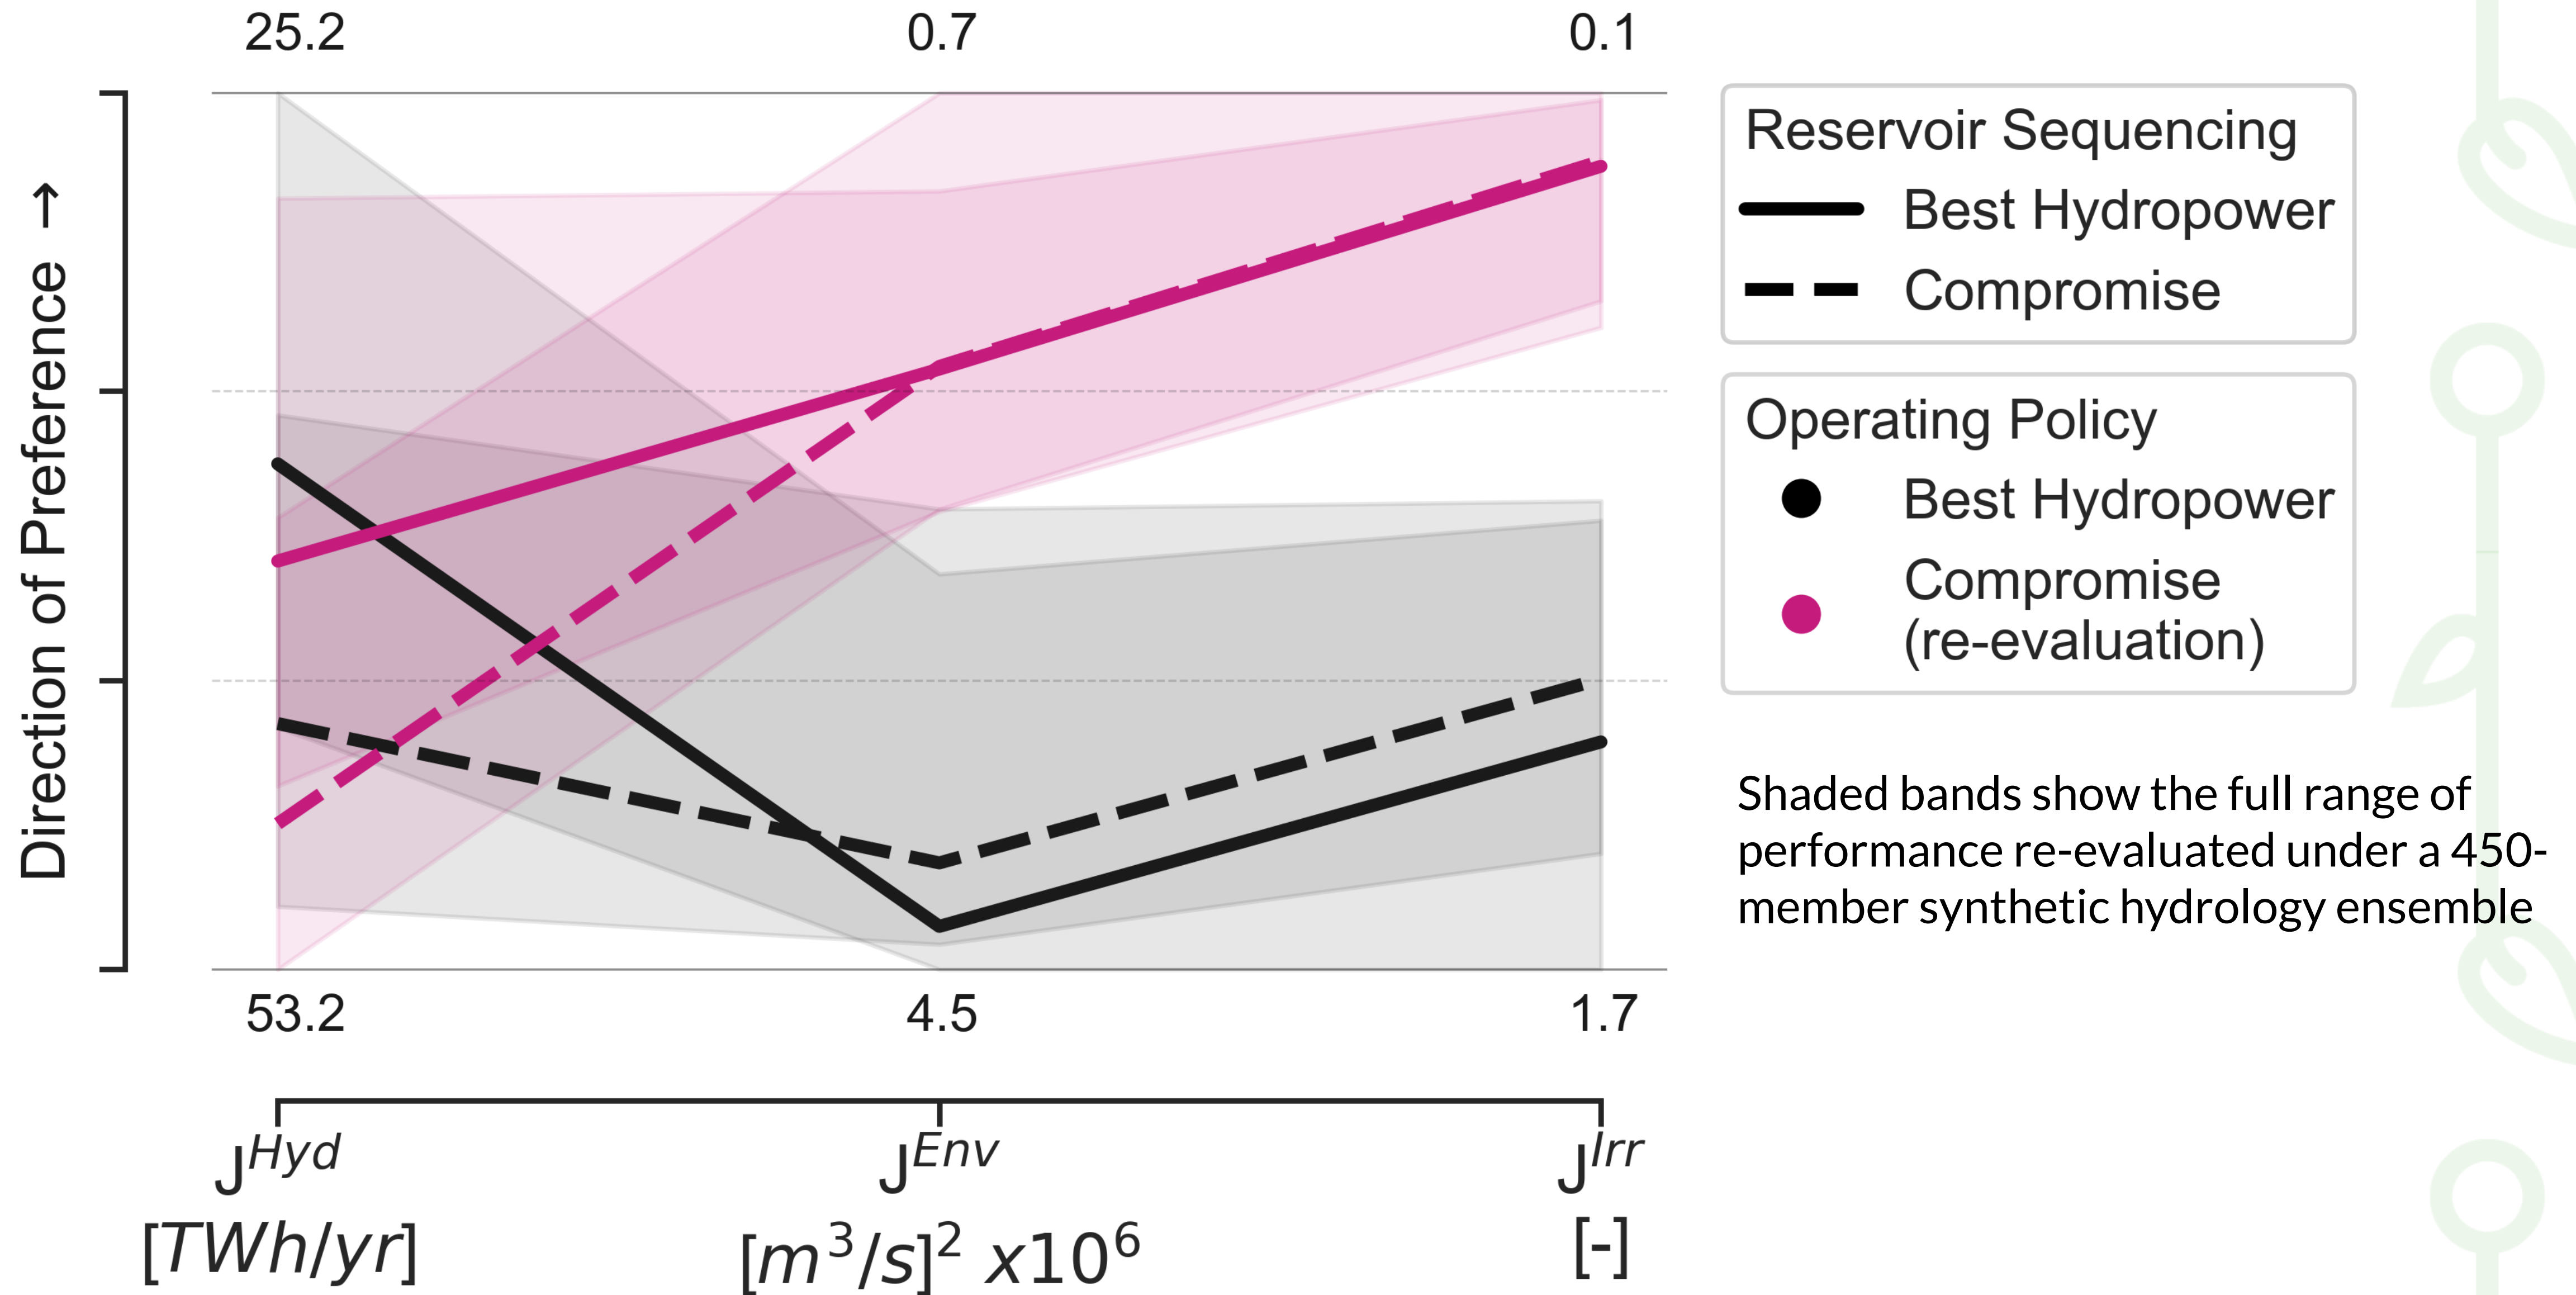 25.2 0.7 0.1
Direction of Preference →
53.2 4.5 1.7
J^Hyd J^Env J^Irr
[TWh/yr] [m³/s]² x10⁶ [-]
Reservoir Sequencing
Best Hydropower
Compromise
Operating Policy
Best Hydropower
Compromise
(re-evaluation)
Shaded bands show the full range of
performance re-evaluated under a 450-
member synthetic hydrology ensemble